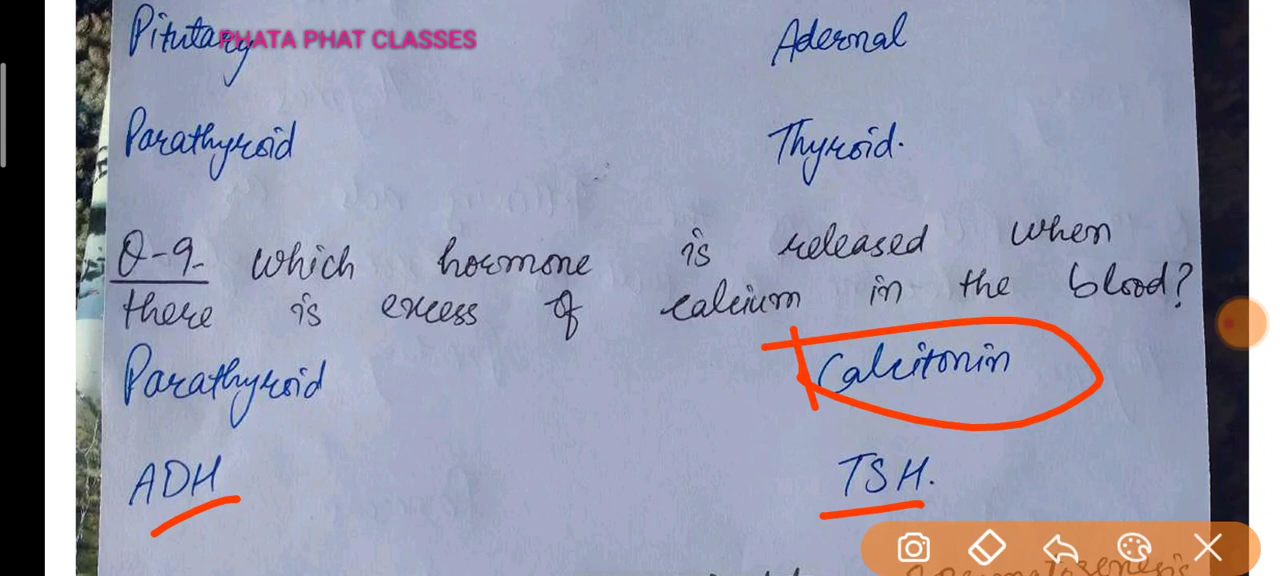 Pitutary Adernal
PHATA PHAT CLASSES
Parathyroid Thyroid.
Q-9- which hormone is released when
there is excess of calcium in the blood?
Parathyroid Calcitonin
ADH TSH.